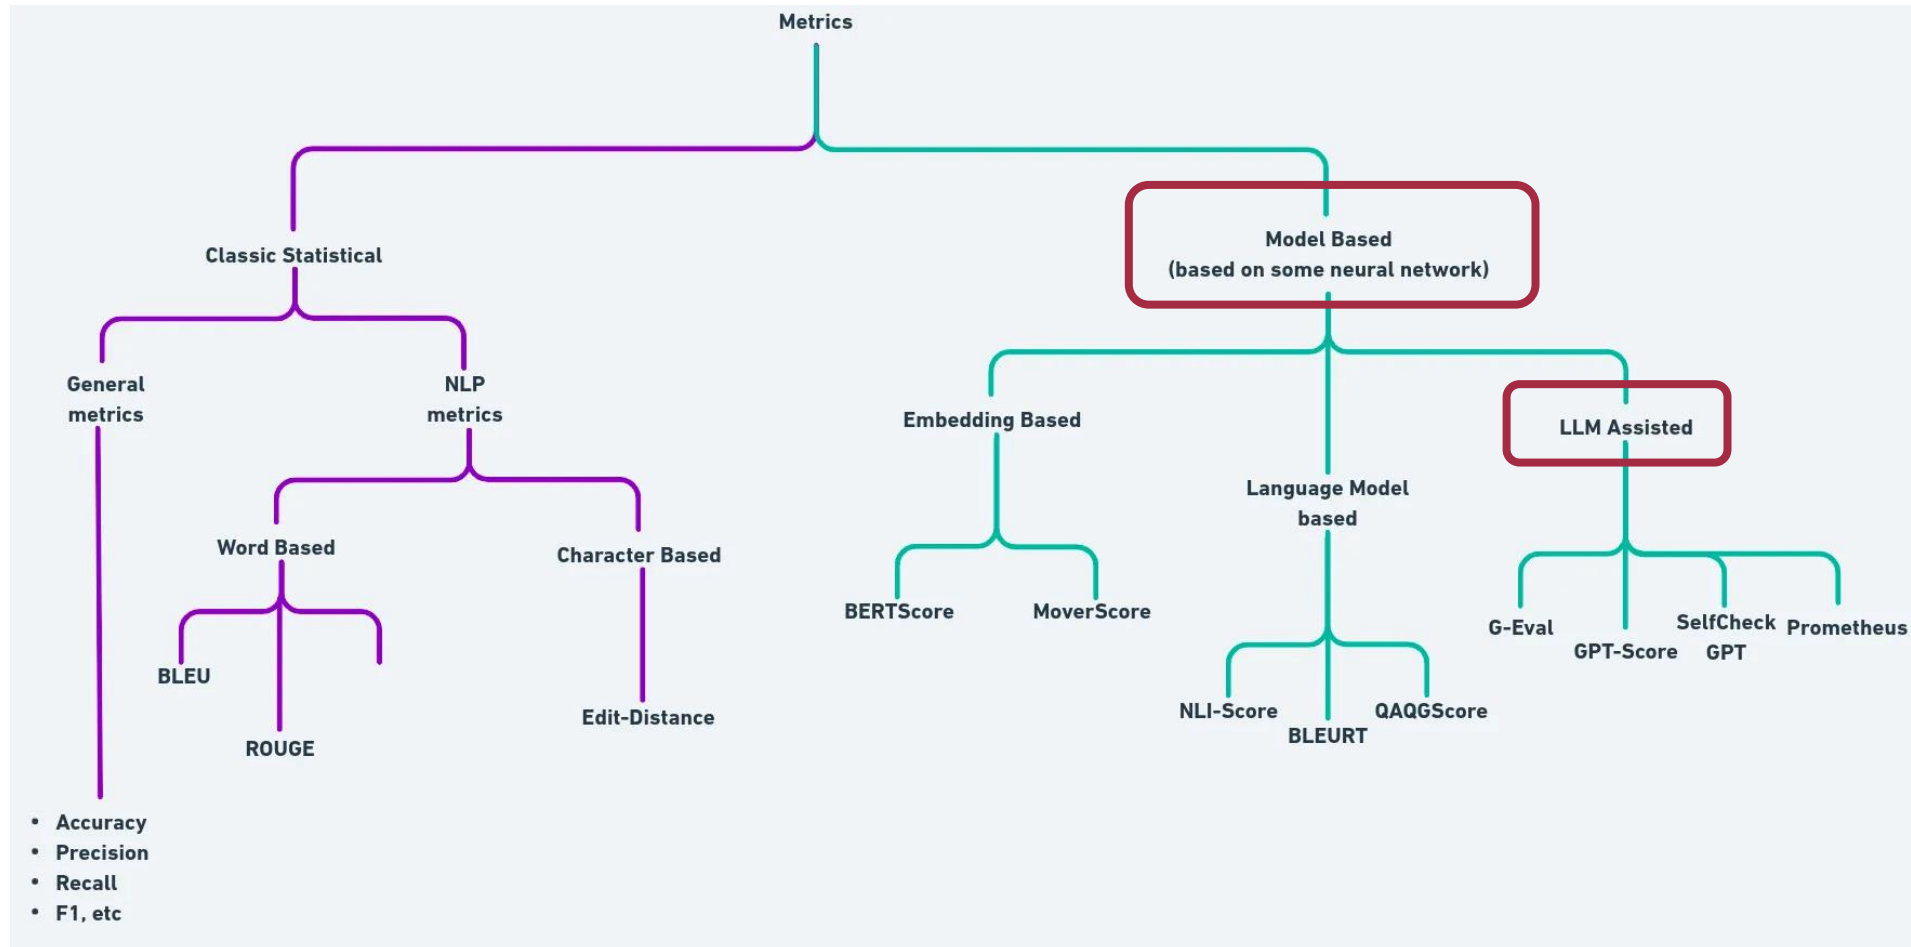 Metrics
Classic Statistical
Model Based
(based on some neural network)
General
metrics
NLP
metrics
Embedding Based
LLM Assisted
Language Model
based
Word Based
Character Based
BERTScore
MoverScore
G-Eval
GPT-Score
SelfCheck
GPT
Prometheus
BLEU
ROUGE
Edit-Distance
NLI-Score
BLEURT
QAQGScore
• Accuracy
• Precision
• Recall
• F1, etc